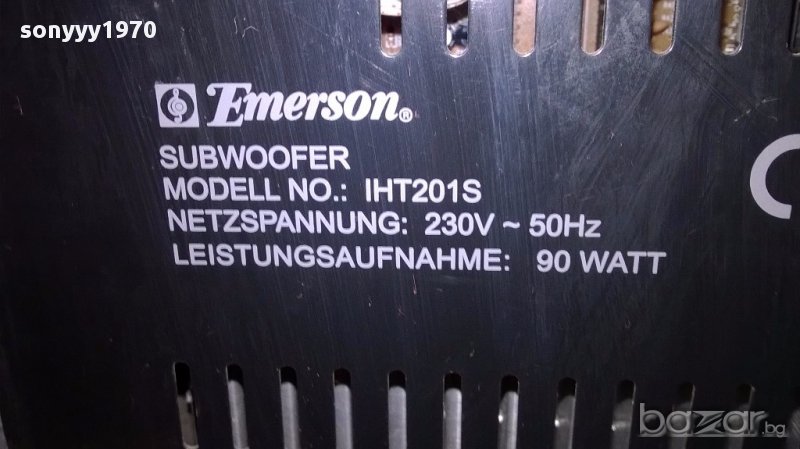 sonyyy1970
Emerson®
SUBWOOFER
MODELL NO.: IHT201S
NETZSPANNUNG: 230V ~ 50Hz
LEISTUNGSAUFNAHME: 90 WATT
bazar.bg